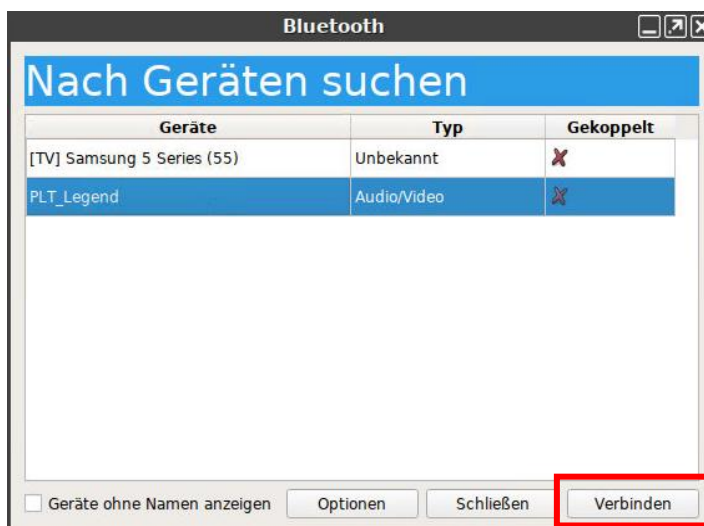 Bluetooth
Nach Geräten suchen
Geräte Typ Gekoppelt
[TV] Samsung 5 Series (55) Unbekannt
PLT_Legend Audio/Video
Geräte ohne Namen anzeigen Optionen Schließen Verbinden